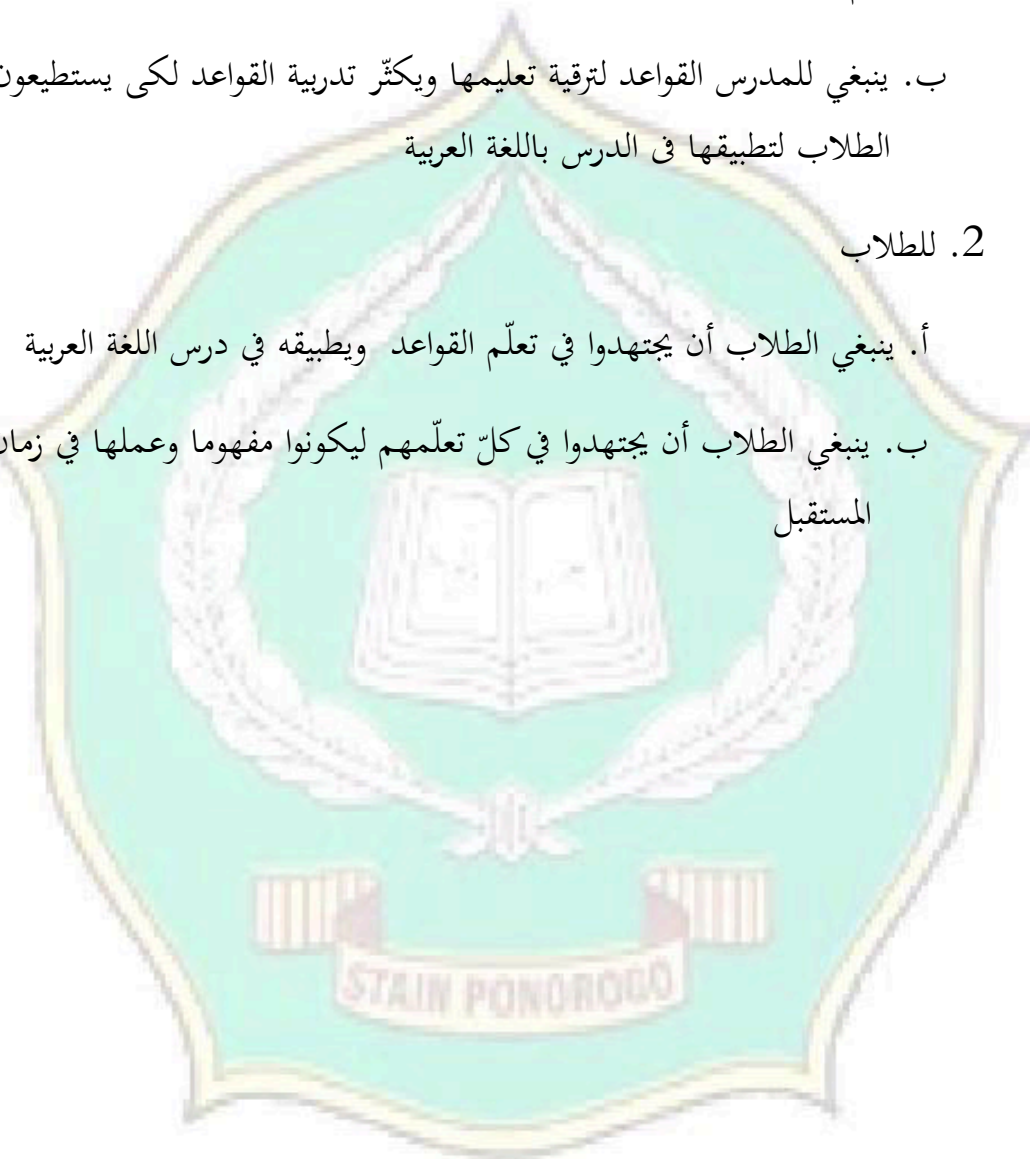 ب. ينبغي للمدرس القواعد لترقية تعليمها ويكثّر تدريبة القواعد لكى يستطيعون
الطلاب لتطبيقها فى الدرس باللغة العربية
2. للطلاب
أ. ينبغي الطلاب أن يجتهدوا في تعلّم القواعد ويطبيقه في درس اللغة العربية
ب. ينبغي الطلاب أن يجتهدوا في كلّ تعلّمهم ليكونوا مفهوما وعملها في زمان
المستقبل
STAIN PONOROGO